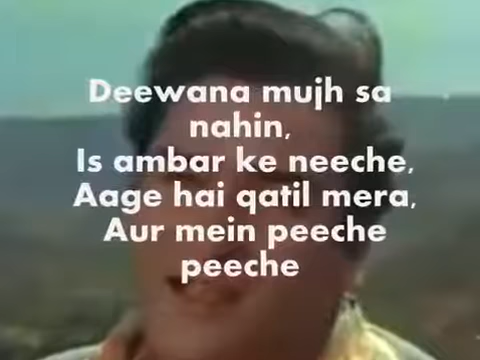 Deewana mujh sa
nahin,
Is ambar ke neeche,
Aage hai qatil mera,
Aur mein peeche
peeche